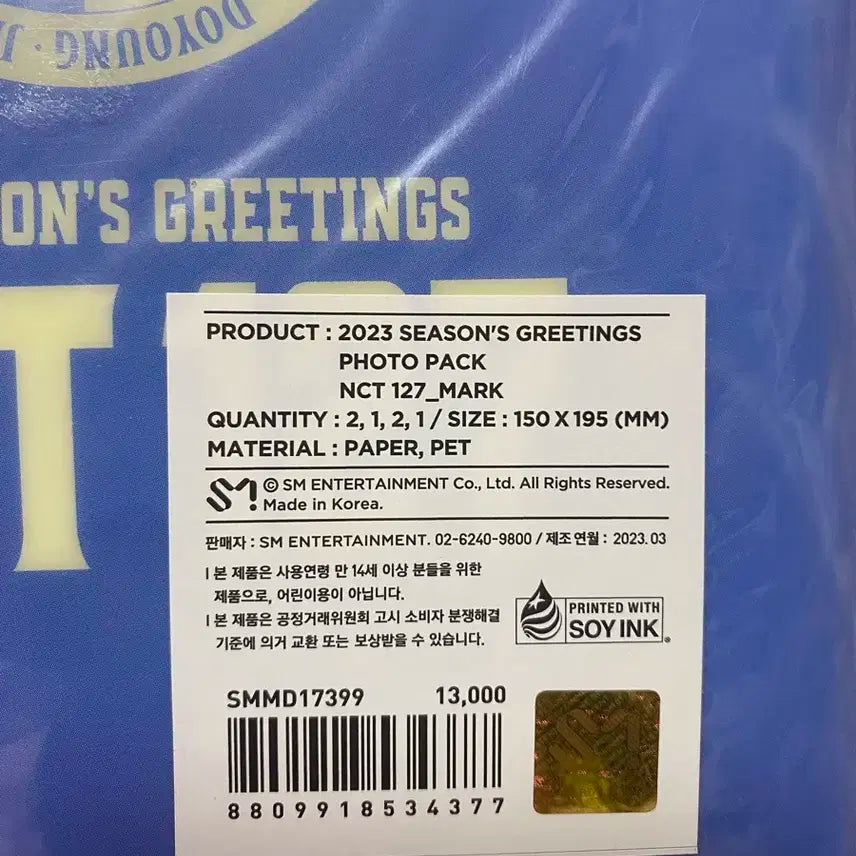 DOYOUNG · J
ON'S GREETINGS
T 127
PRODUCT : 2023 SEASON'S GREETINGS
PHOTO PACK
NCT 127_MARK
QUANTITY : 2, 1, 2, 1 / SIZE : 150 X 195 (MM)
MATERIAL : PAPER, PET
SM! © SM ENTERTAINMENT Co., Ltd. All Rights Reserved.
Made in Korea.
판매자 : SM ENTERTAINMENT. 02-6240-9800 / 제조연월 : 2023.03
l 본 제품은 사용연령 만 14세 이상 분들을 위한
제품으로, 어린이용이 아닙니다.
l 본 제품은 공정거래위원회 고시 소비자 분쟁해결
기준에 의거 교환 또는 보상받을 수 있습니다.
PRINTED WITH
SOY INK®
SMMD17399 13,000
8809918534377
SM